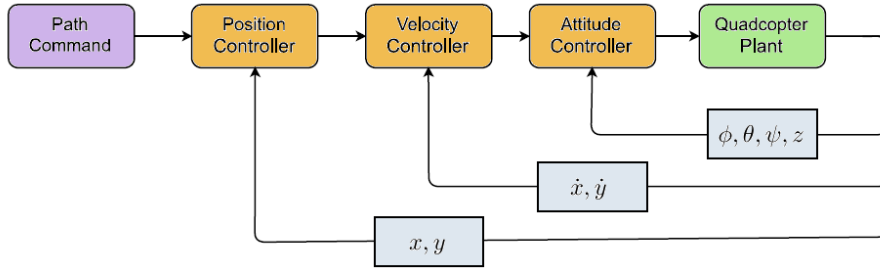 Path
Command
Position
Controller
Velocity
Controller
Attitude
Controller
Quadcopter
Plant
ϕ, θ, ψ, z
ẋ, ẏ
x, y